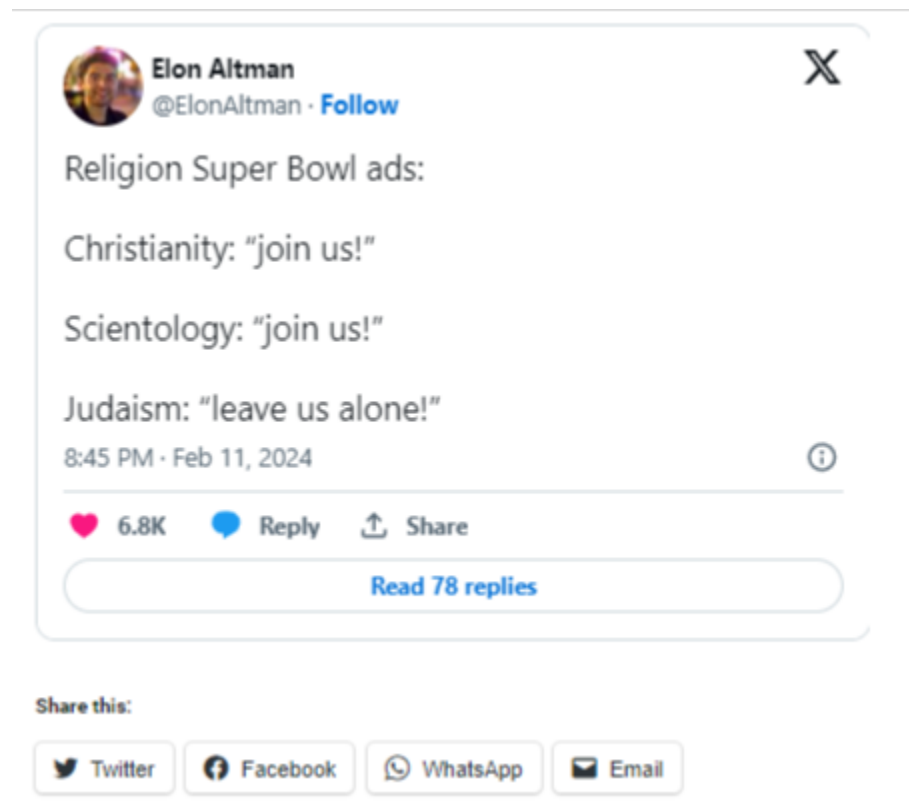 Elon Altman
@ElonAltman · Follow
Religion Super Bowl ads:
Christianity: “join us!”
Scientology: “join us!”
Judaism: “leave us alone!”
8:45 PM · Feb 11, 2024
6.8K Reply Share
Read 78 replies
Share this:
Twitter Facebook WhatsApp Email